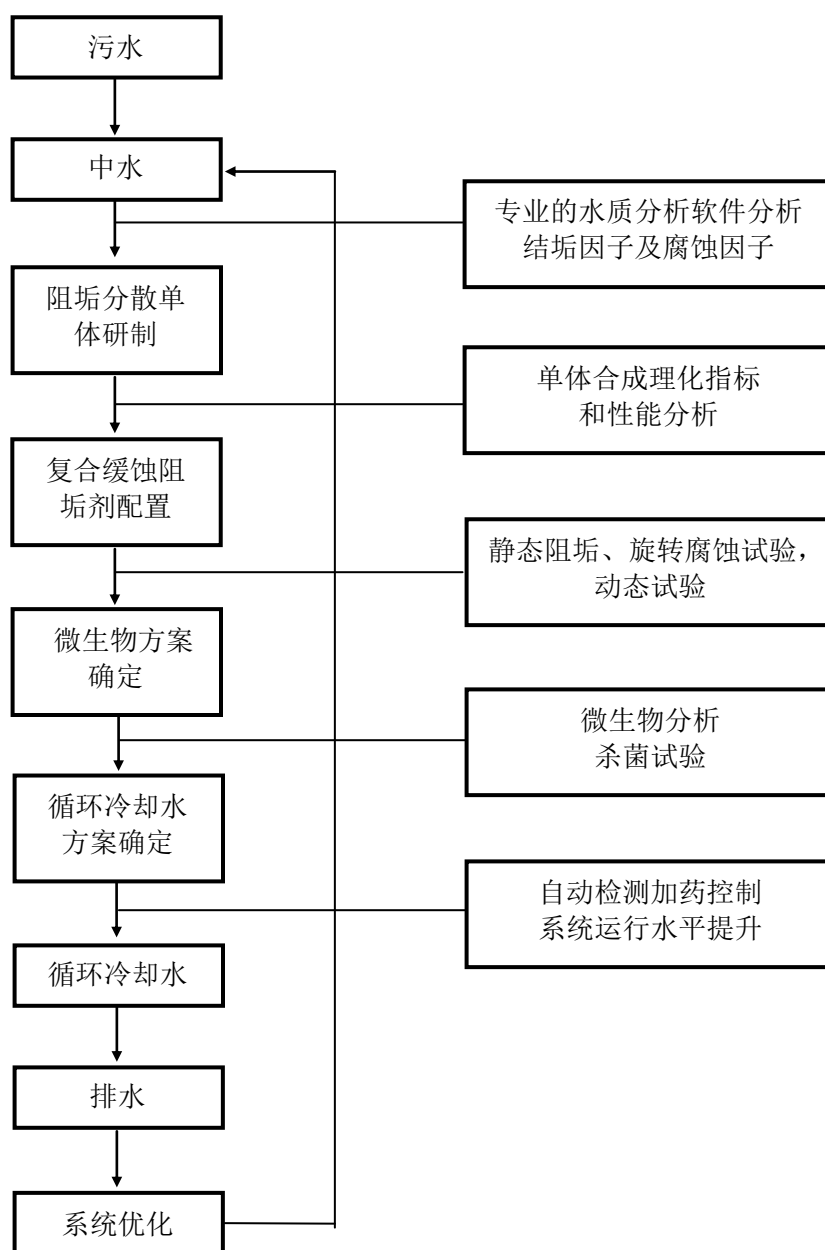 污水
中水
专业的水质分析软件分析
结垢因子及腐蚀因子
阻垢分散单
体研制
单体合成理化指标
和性能分析
复合缓蚀阻
垢剂配置
静态阻垢、旋转腐蚀试验，
动态试验
微生物方案
确定
微生物分析
杀菌试验
循环冷却水
方案确定
自动检测加药控制
系统运行水平提升
循环冷却水
排水
系统优化